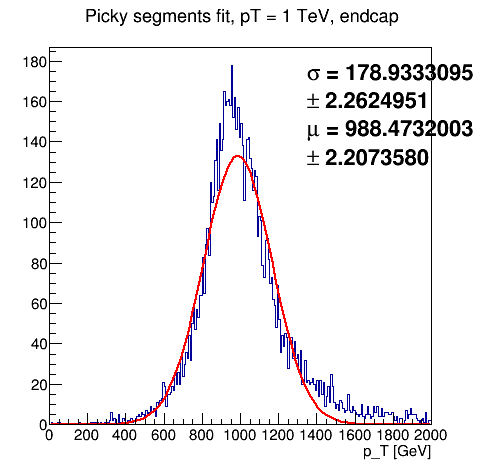 Picky segments fit, pT = 1 TeV, endcap
σ = 178.9333095
± 2.2624951
μ = 988.4732003
± 2.2073580
180
160
140
120
100
80
60
40
20
0
0 200 400 600 800 1000 1200 1400 1600 1800 2000
p_T [GeV]